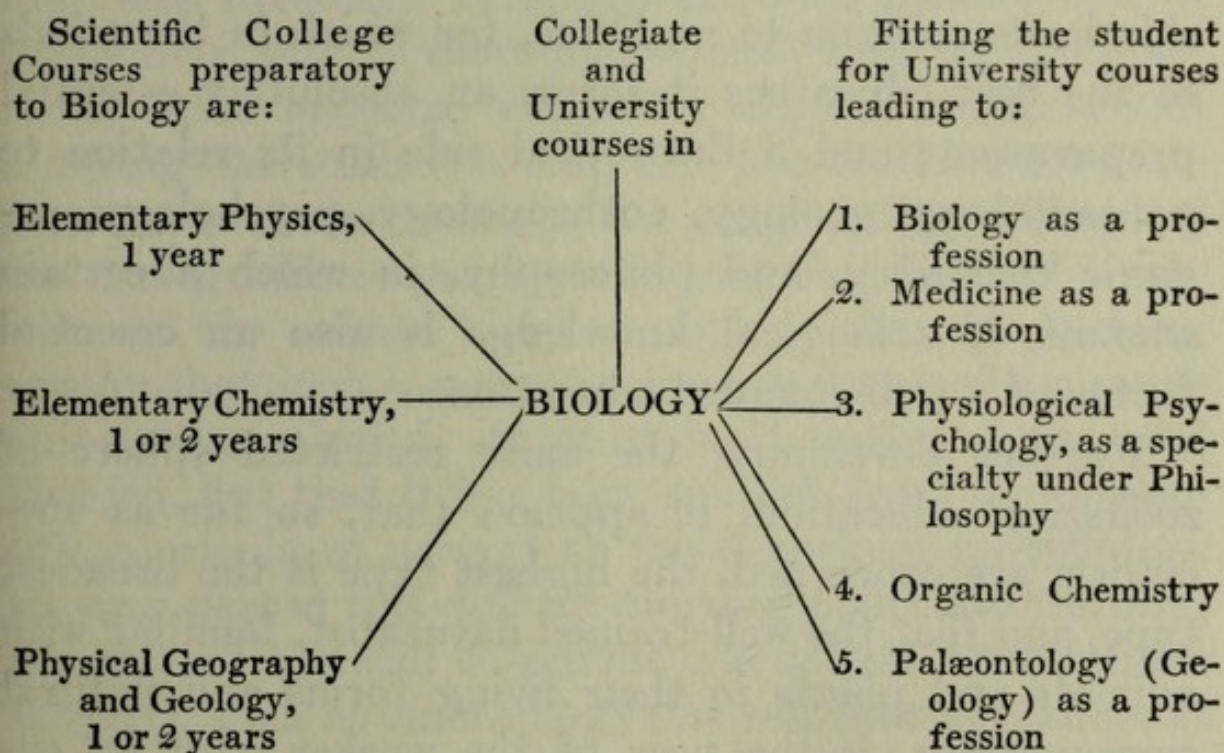 Scientific College
Courses preparatory
to Biology are:
Collegiate
and
University
courses in
Fitting the student
for University courses
leading to:
Elementary Physics,
1 year
Elementary Chemistry,
1 or 2 years
Physical Geography
and Geology,
1 or 2 years
BIOLOGY
1. Biology as a pro-
fession
2. Medicine as a pro-
fession
3. Physiological Psy-
chology, as a spe-
cialty under Phi-
losophy
4. Organic Chemistry
5. Palæontology (Ge-
ology) as a pro-
fession